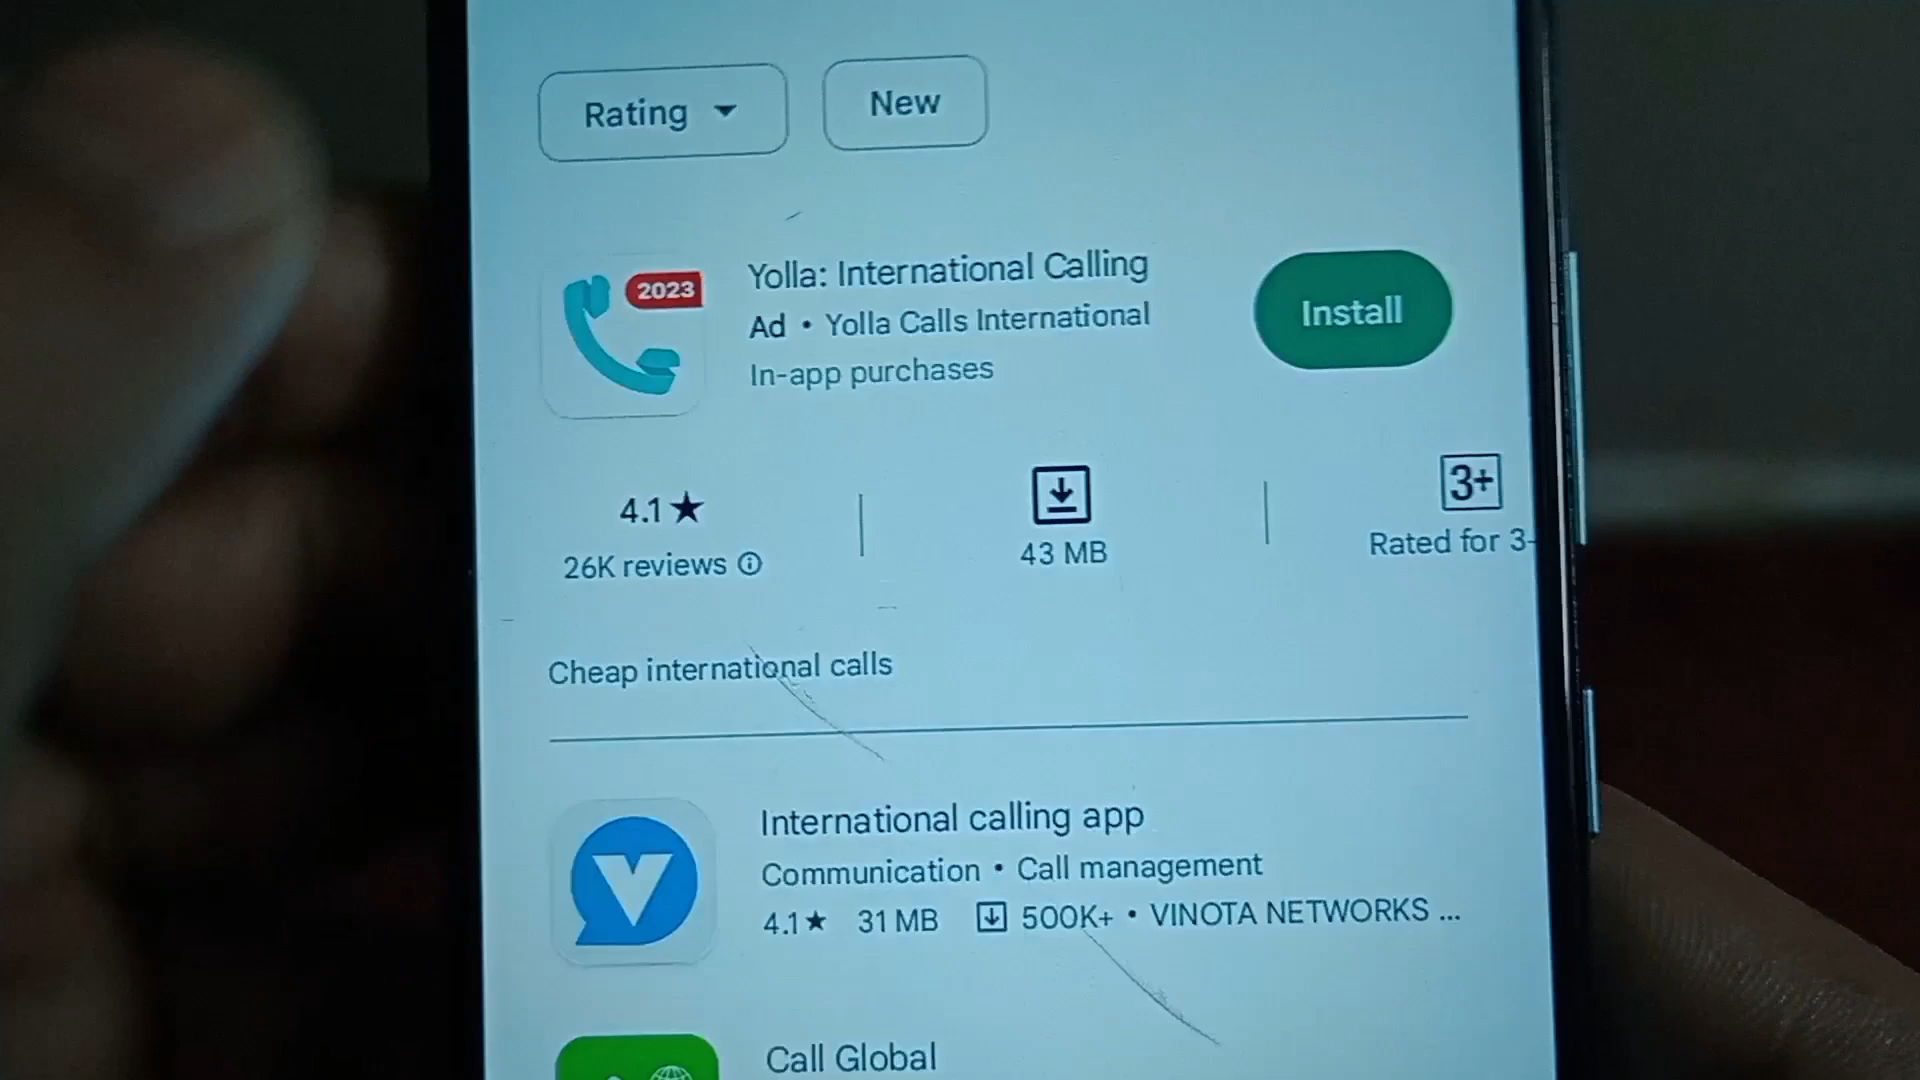 Rating New
2023
Yolla: International Calling
Ad • Yolla Calls International
In-app purchases
Install
4.1★
26K reviews
43 MB
3+
Rated for 3
Cheap international calls
V
International calling app
Communication • Call management
4.1★ 31 MB 500K+ • VINOTA NETWORKS ...
Call Global